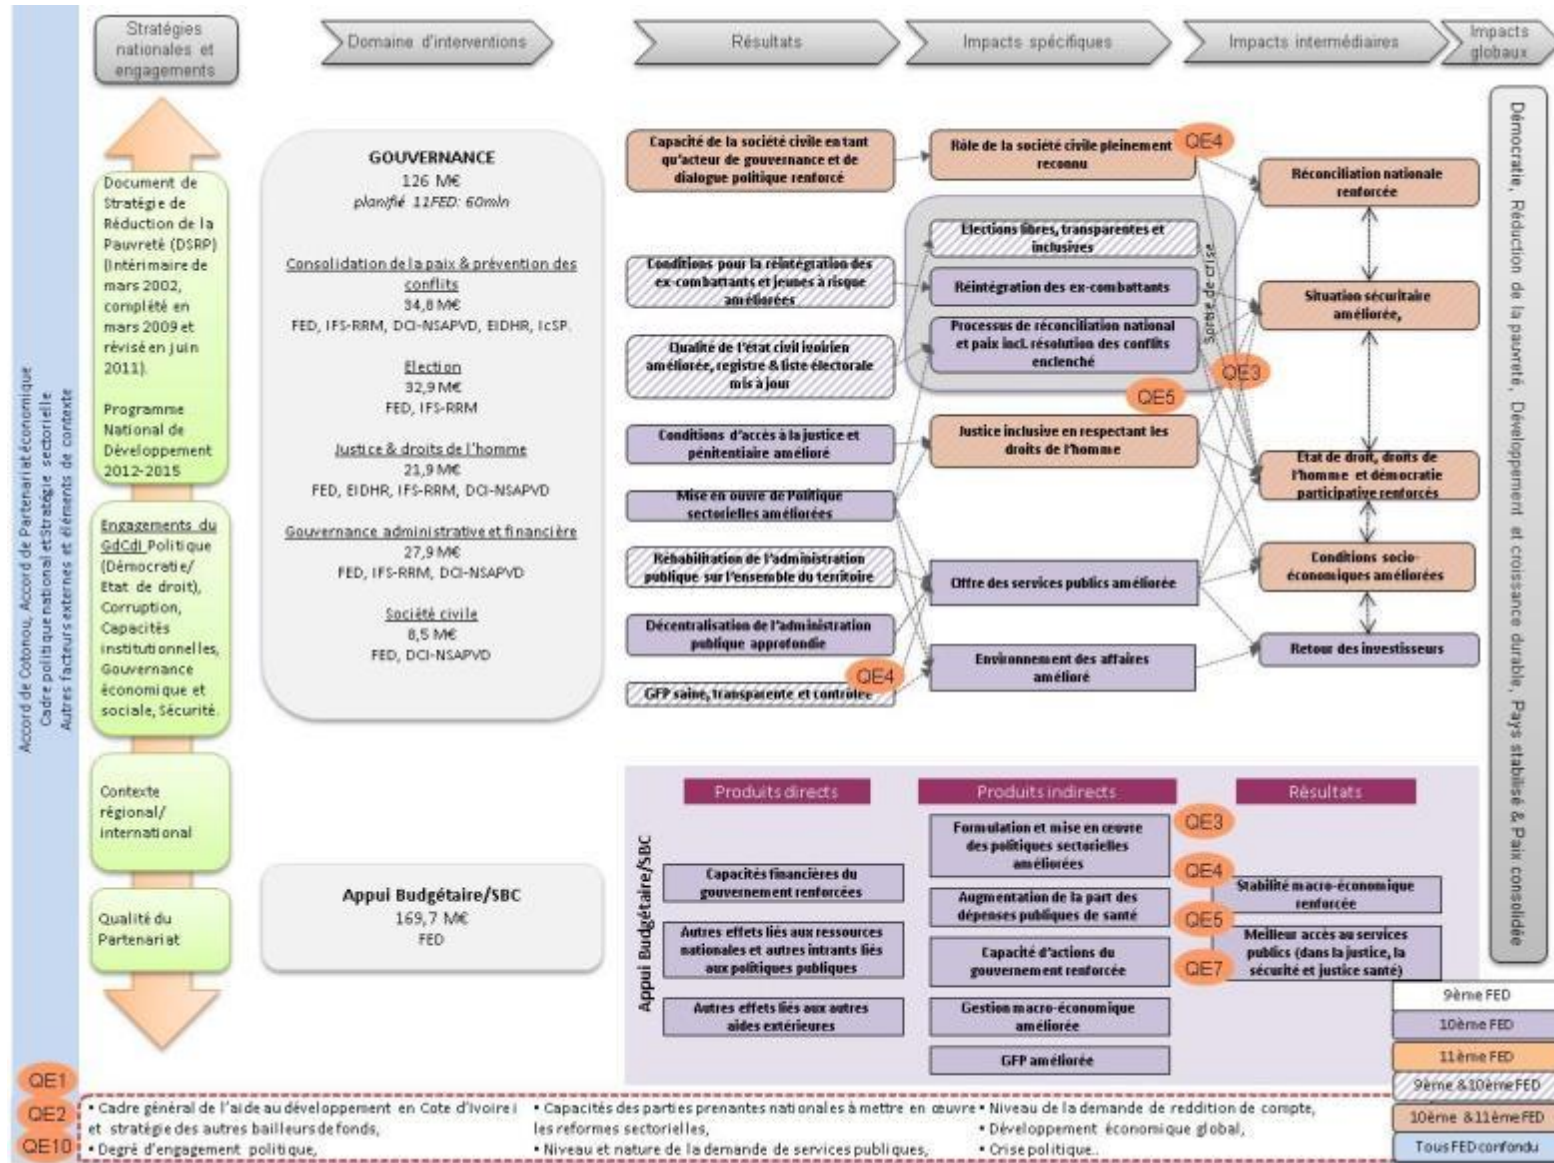 Stratégies
nationales et
engagements
Domaine d'interventions
Résultats
Impacts spécifiques
Impacts intermédiaires
Impacts
globaux
Accord de Cotonou, Accord de Partenariat économique
Cadre politique national et Stratégie sectorielle
Autres facteurs externes et éléments de contexte
Document de
Stratégie de
Réduction de la
Pauvreté (DSRP)
(Intérimaire de
mars 2002,
complété en
mars 2009 et
révisé en juin
2011).
Programme
National de
Développement
2012-2015
Engagements du
GdCdI Politique
(Démocratie/
Etat de droit),
Corruption,
Capacités
institutionnelles,
Gouvernance
économique et
sociale, Sécurité.
Contexte
régional/
international
Qualité du
Partenariat
GOUVERNANCE
126 M€
planifié 11FED: 60mln
Consolidation de la paix & prévention des
conflits
34,8 M€
FED, IFS-RRM, DCI-NSAPVD, EIDHR, IcSP.
Election
32,9 M€
FED, IFS-RRM
Justice & droits de l'homme
21,9 M€
FED, EIDHR, IFS-RRM, DCI-NSAPVD
Gouvernance administrative et financière
27,9 M€
FED, IFS-RRM, DCI-NSAPVD
Société civile
8,5 M€
FED, DCI-NSAPVD
Appui Budgétaire/SBC
169,7 M€
FED
Capacité de la société civile en tant
qu'acteur de gouvernance et de
dialogue politique renforcé
Conditions pour la réintégration des
ex-combattants et jeunes à risque
améliorées
Qualité de l'état civil ivoirien
améliorée, registre & liste électorale
mis à jour
Conditions d'accès à la justice et
pénitentiaire amélioré
Mise en ouvre de Politique
sectorielles améliorées
Réhabilitation de l'administration
publique sur l'ensemble du territoire
Décentralisation de l'administration
publique approfondie
QE4
GFP saine, transparente et contrôlée
Rôle de la société civile pleinement
reconnu
QE4
Elections libres, transparentes et
inclusives
Réintégration des ex-combattants
Processus de réconciliation national
et paix incl. résolution des conflits
enclenché
Sortie de crise
QE3
QE5
Justice inclusive en respectant les
droits de l'homme
Offre des services publics améliorée
Environnement des affaires
amélioré
Réconciliation nationale
renforcée
Situation sécuritaire
améliorée,
Etat de droit, droits de
l'homme et démocratie
participative renforcés
Conditions socio-
économiques améliorées
Retour des investisseurs
Démocratie, Réduction de la pauvreté, Développement et croissance durable, Pays stabilisé & Paix consolidée
Appui Budgétaire/SBC
Produits directs
Produits indirects
Résultats
Capacités financières du
gouvernement renforcées
Autres effets liés aux ressources
nationales et autres intrants liés
aux politiques publiques
Autres effets liés aux autres
aides extérieures
Formulation et mise en œuvre
des politiques sectorielles
améliorées
Augmentation de la part des
dépenses publiques de santé
Capacité d'actions du
gouvernement renforcée
Gestion macro-économique
améliorée
GFP améliorée
QE3
QE4
QE5
QE7
Stabilité macro-économique
renforcée
Meilleur accès au services
publics (dans la justice, la
sécurité et justice santé)
9ème FED
10ème FED
11ème FED
9ème &10ème FED
10ème &11ème FED
Tous FED confondu
QE1
QE2
QE10
• Cadre général de l'aide au développement en Cote d'Ivoire i
et stratégie des autres bailleurs de fonds,
• Degré d'engagement politique,
• Capacités des parties prenantes nationales à mettre en œuvre
les reformes sectorielles,
• Niveau et nature de la demande de services publiques,
• Niveau de la demande de reddition de compte,
• Développement économique global,
• Crise politique..